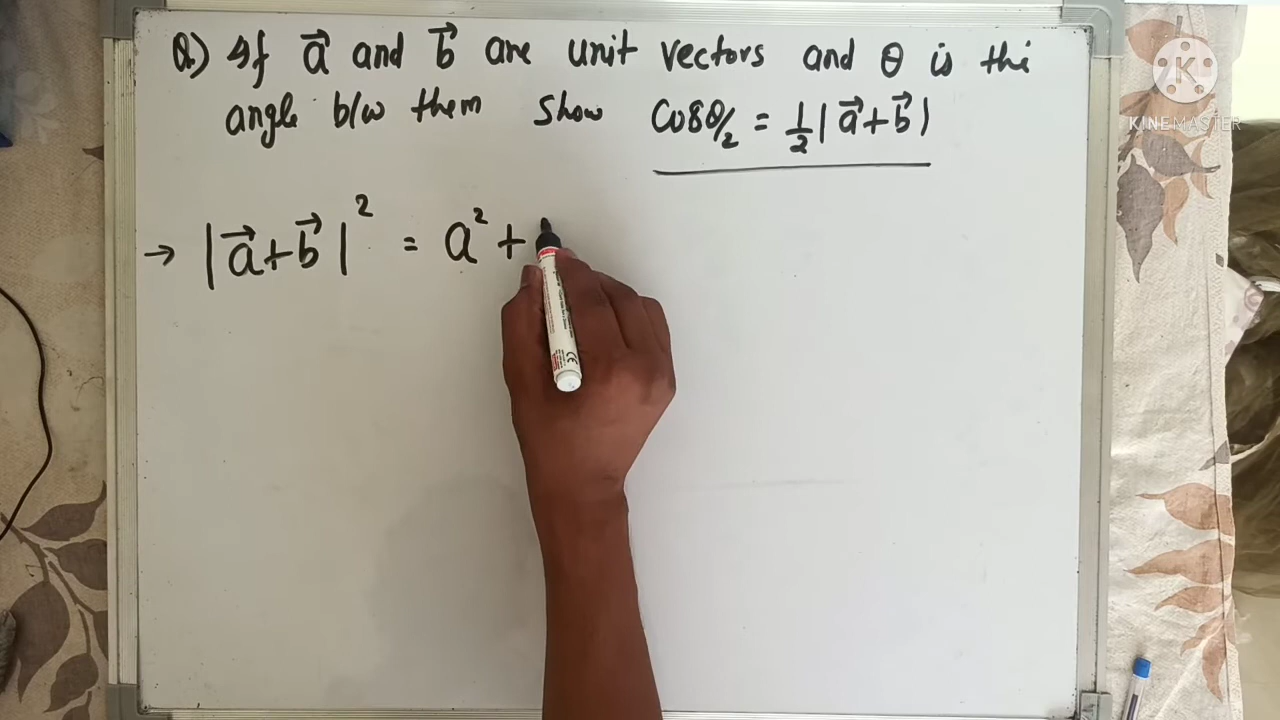 Q) If a⃗ and b⃗ are unit vectors and θ is the
angle b/w them show Cosθ/2 = 1/2 | a⃗ + b⃗ |
→ | a⃗ + b⃗ |² = a² +
KINEMASTER